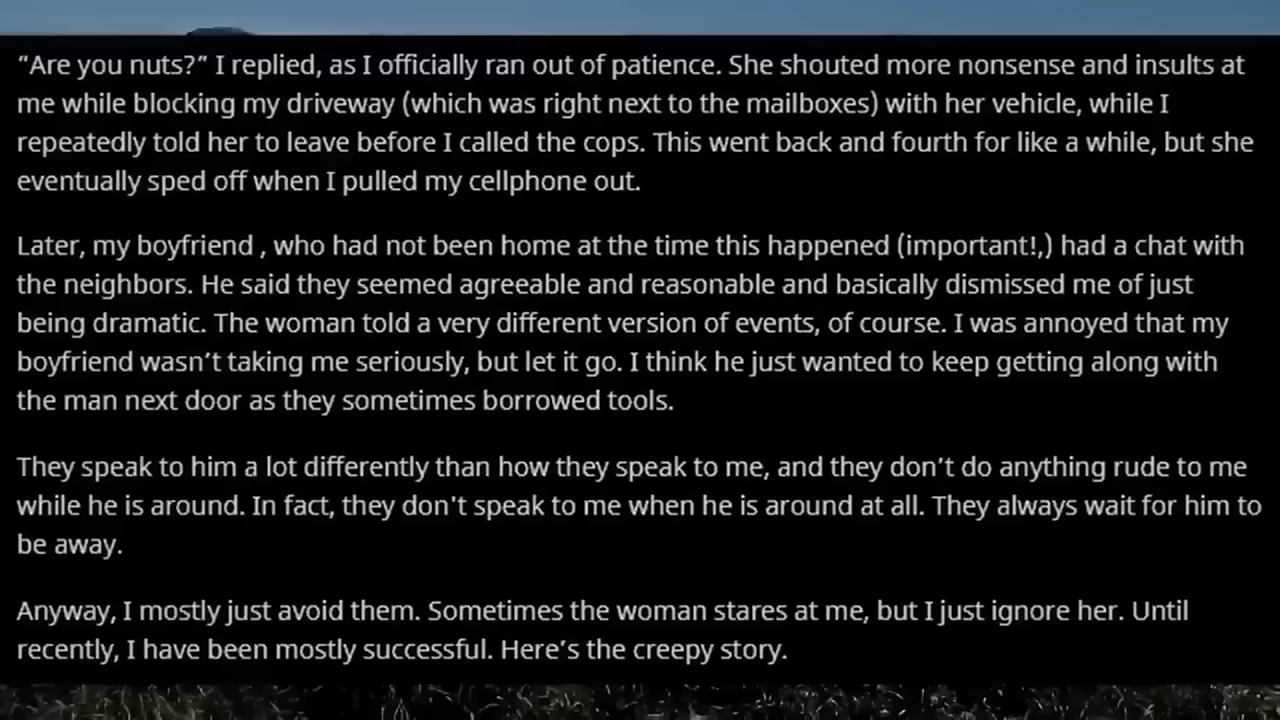 “Are you nuts?” I replied, as I officially ran out of patience. She shouted more nonsense and insults at
me while blocking my driveway (which was right next to the mailboxes) with her vehicle, while I
repeatedly told her to leave before I called the cops. This went back and fourth for like a while, but she
eventually sped off when I pulled my cellphone out.
Later, my boyfriend , who had not been home at the time this happened (important!,) had a chat with
the neighbors. He said they seemed agreeable and reasonable and basically dismissed me of just
being dramatic. The woman told a very different version of events, of course. I was annoyed that my
boyfriend wasn’t taking me seriously, but let it go. I think he just wanted to keep getting along with
the man next door as they sometimes borrowed tools.
They speak to him a lot differently than how they speak to me, and they don’t do anything rude to me
while he is around. In fact, they don't speak to me when he is around at all. They always wait for him to
be away.
Anyway, I mostly just avoid them. Sometimes the woman stares at me, but I just ignore her. Until
recently, I have been mostly successful. Here’s the creepy story.